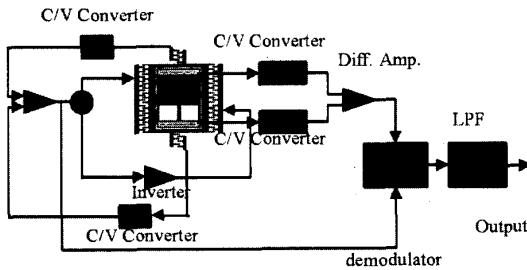 C/V Converter
C/V Converter
Diff. Amp.
C/V Converter
LPF
Inverter
C/V Converter
Output
demodulator